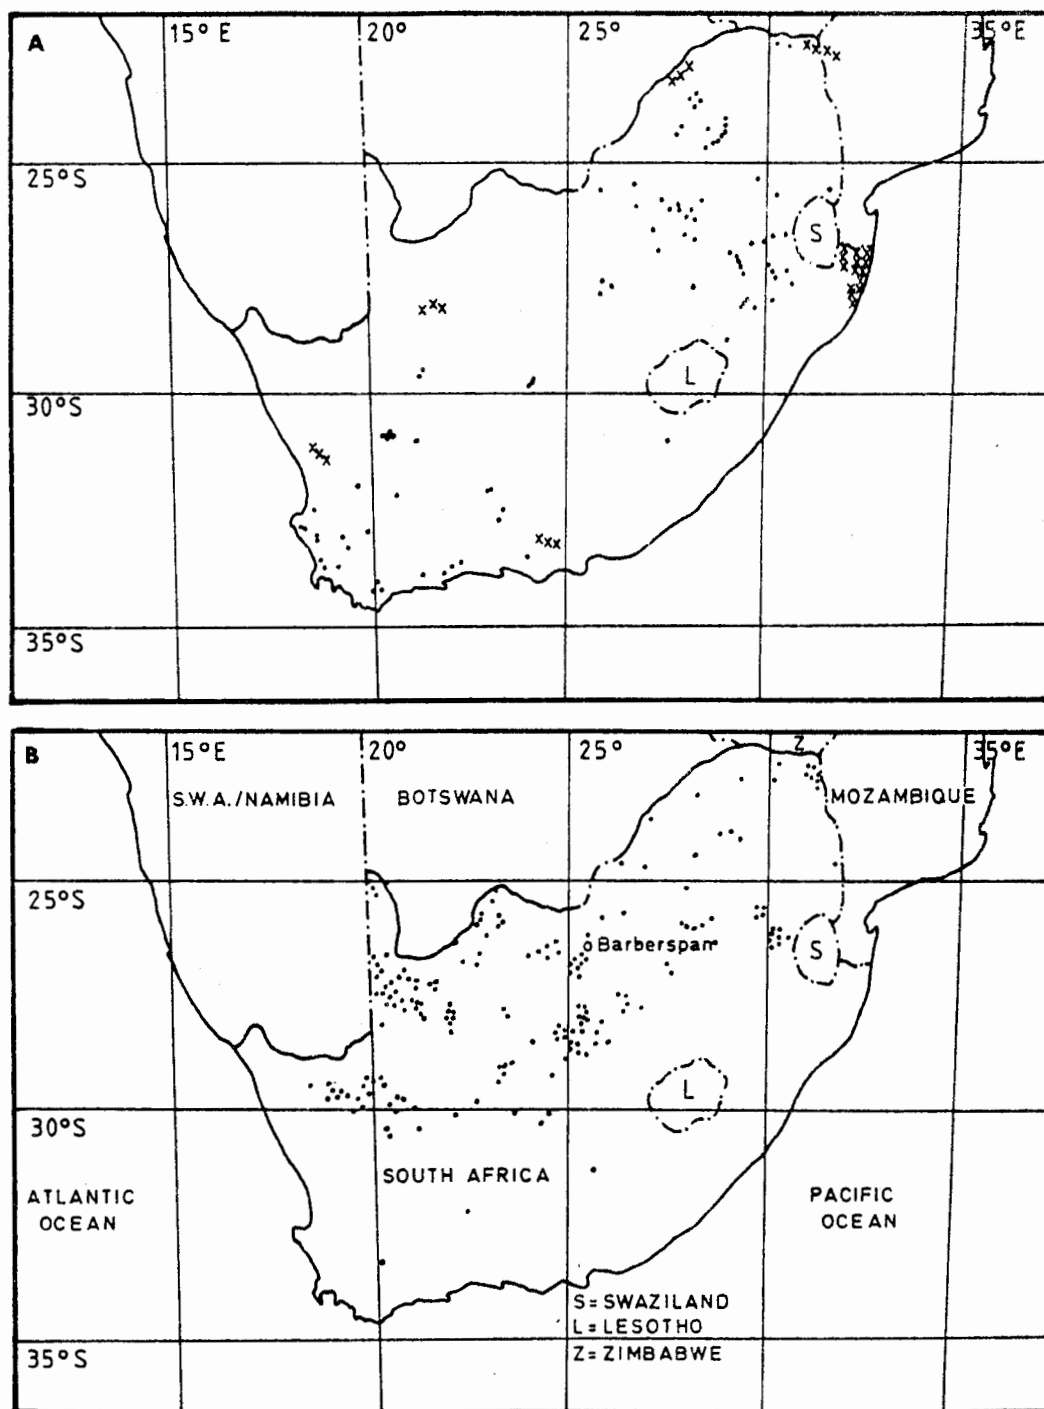 A
15°E 20° 25° 35°E
25°S
S
L
30°S
35°S
B
15°E 20° 25° Z 35°E
S.W.A./NAMIBIA BOTSWANA MOZAMBIQUE
25°S
Barberspan
S
L
30°S
SOUTH AFRICA
ATLANTIC
OCEAN
PACIFIC
OCEAN
S=SWAZILAND
L=LESOTHO
Z=ZIMBABWE
35°S